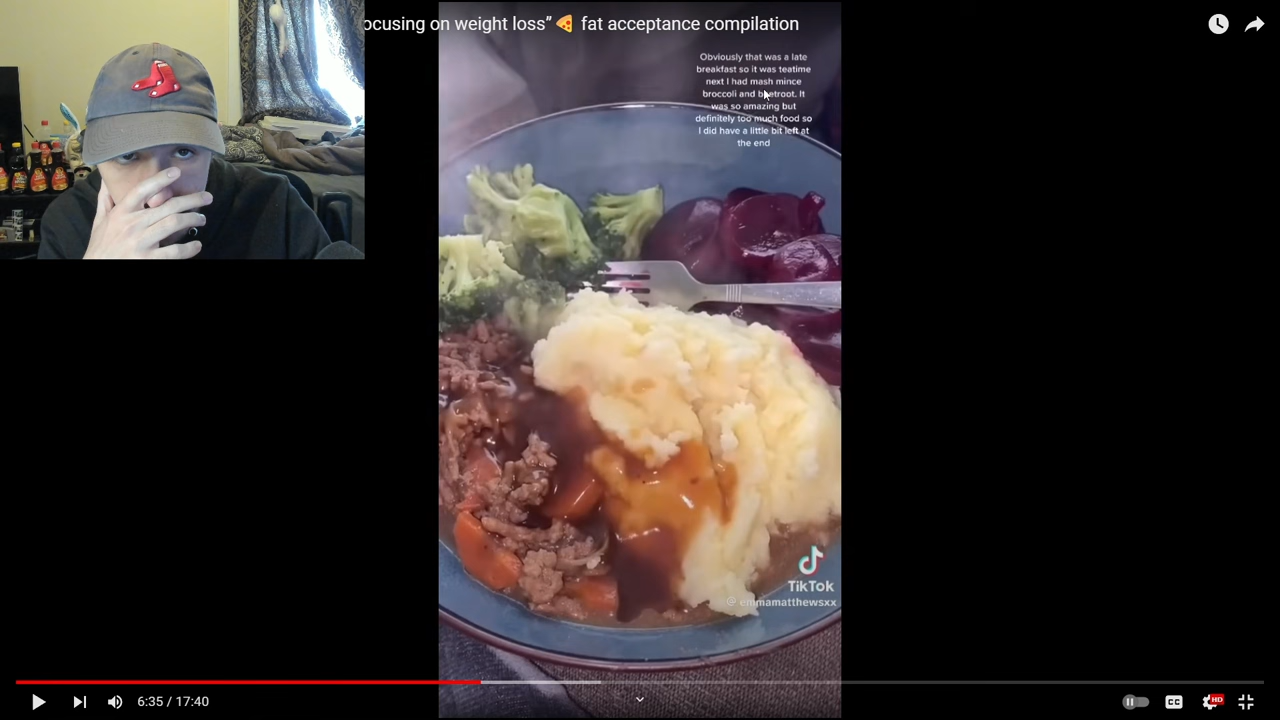 ocusing on weight loss” 🍕 fat acceptance compilation
Obviously that was a late
breakfast so it was teatime
next I had mash mince
broccoli and beetroot. It
was so amazing but
definitely too much food so
I did have a little bit left at
the end
TikTok
@ emmamatthewsxx
6:35 / 17:40
CC
HD